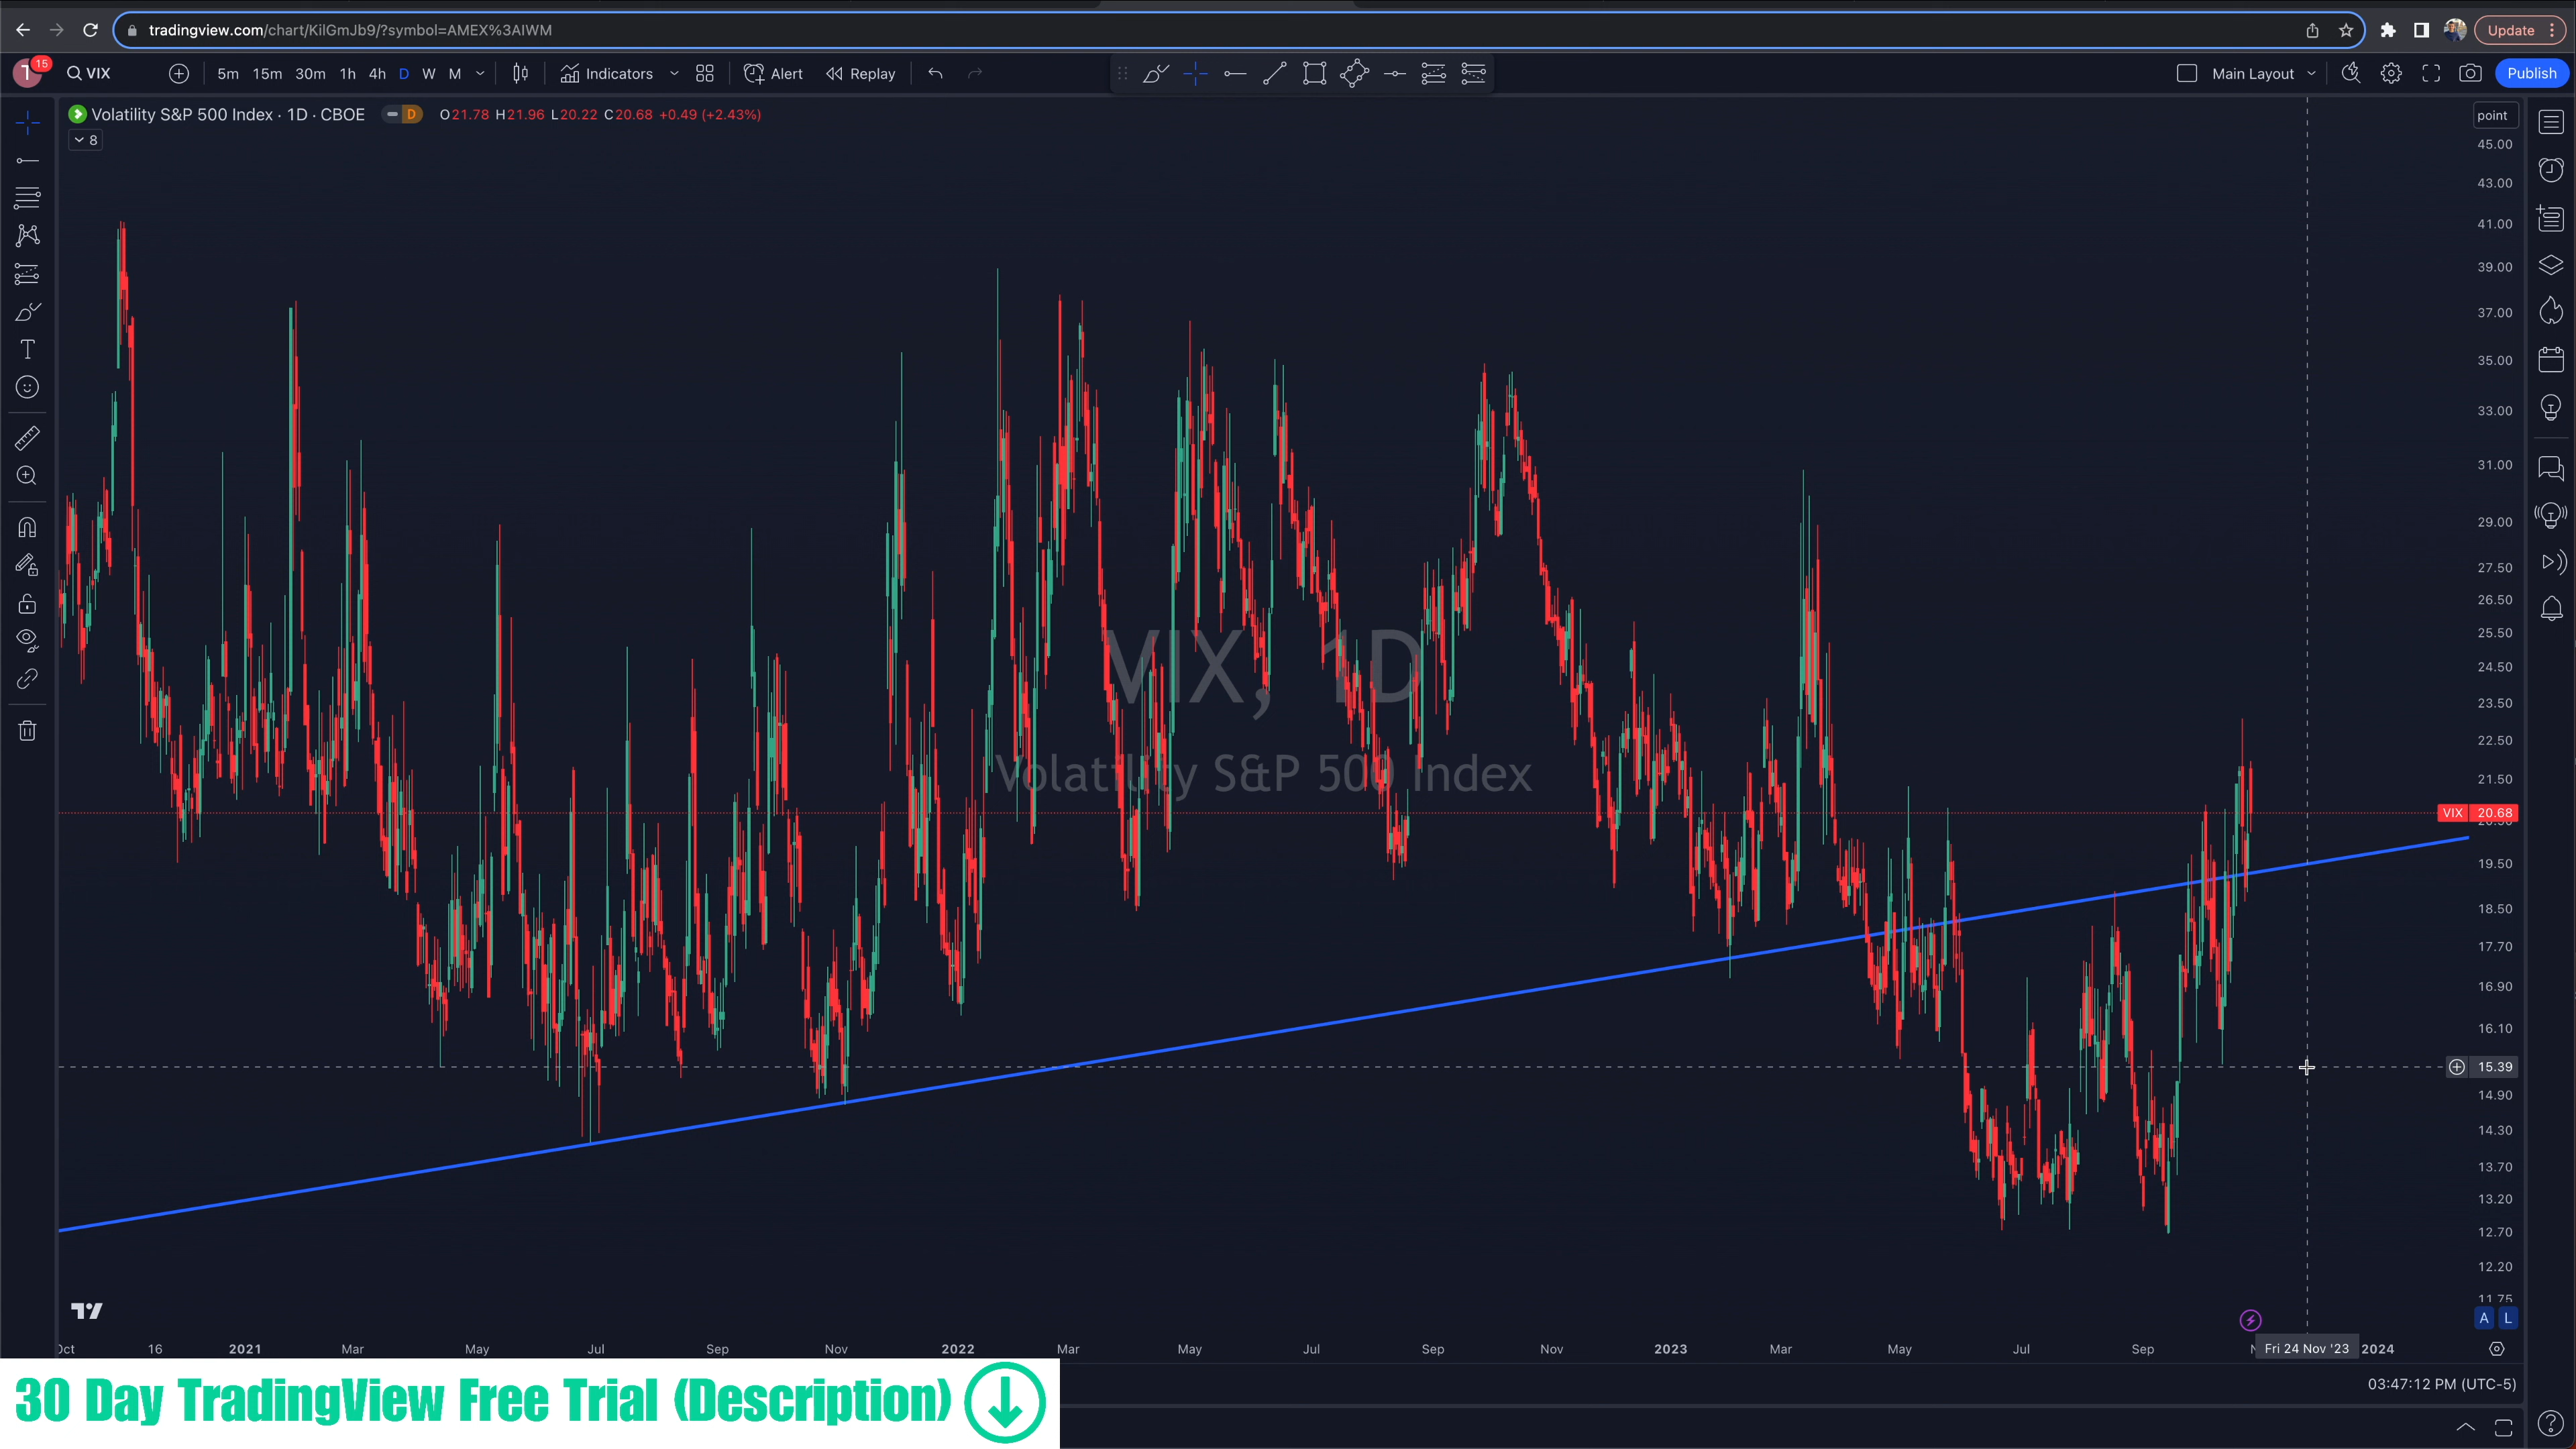 tradingview.com/chart/KilGmJb9/?symbol=AMEX%3AIWM
Update
T 15 VIX 5m 15m 30m 1h 4h D W M Indicators Alert Replay Main Layout Publish
Volatility S&P 500 Index · 1D · CBOE D O21.78 H21.96 L20.22 C20.68 +0.49 (+2.43%)
8
point
45.00
43.00
41.00
39.00
37.00
35.00
33.00
31.00
29.00
27.50
26.50
25.50
24.50
23.50
22.50
21.50
VIX 20.68
19.50
18.50
17.70
16.90
16.10
15.39
14.90
14.30
13.70
13.20
12.70
12.20
11.75
VIX, 1D
Volatility S&P 500 Index
A L
16 2021 Mar May Jul Sep Nov 2022 Mar May Jul Sep Nov 2023 Mar May Jul Sep Fri 24 Nov '23 2024
03:47:12 PM (UTC-5)
30 Day TradingView Free Trial (Description)